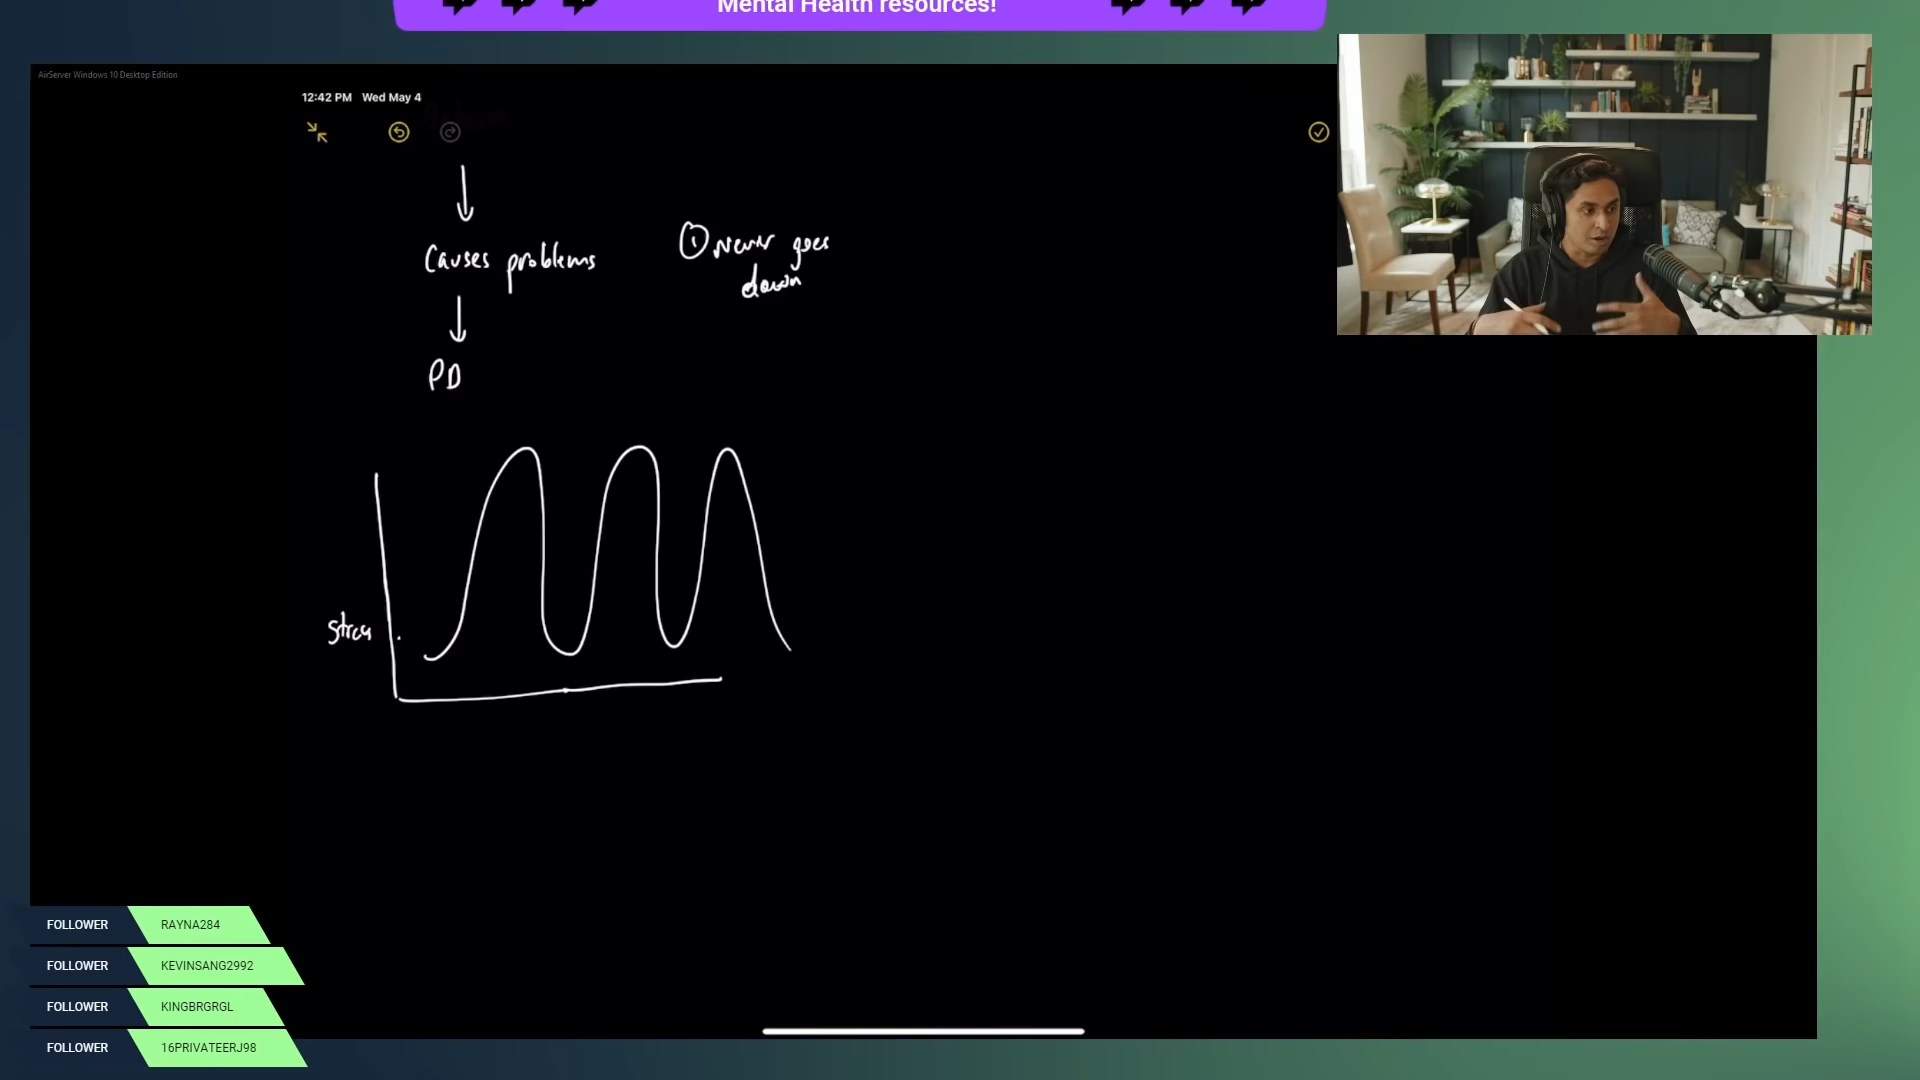 Mental Health resources!
AirServer Windows 10 Desktop Edition
12:42 PM Wed May 4
Causes problems
① Never goes
down
PD
FOLLOWER RAYNA284
FOLLOWER KEVINSANG2992
FOLLOWER KINGBRGRGL
FOLLOWER 16PRIVATEERJ98